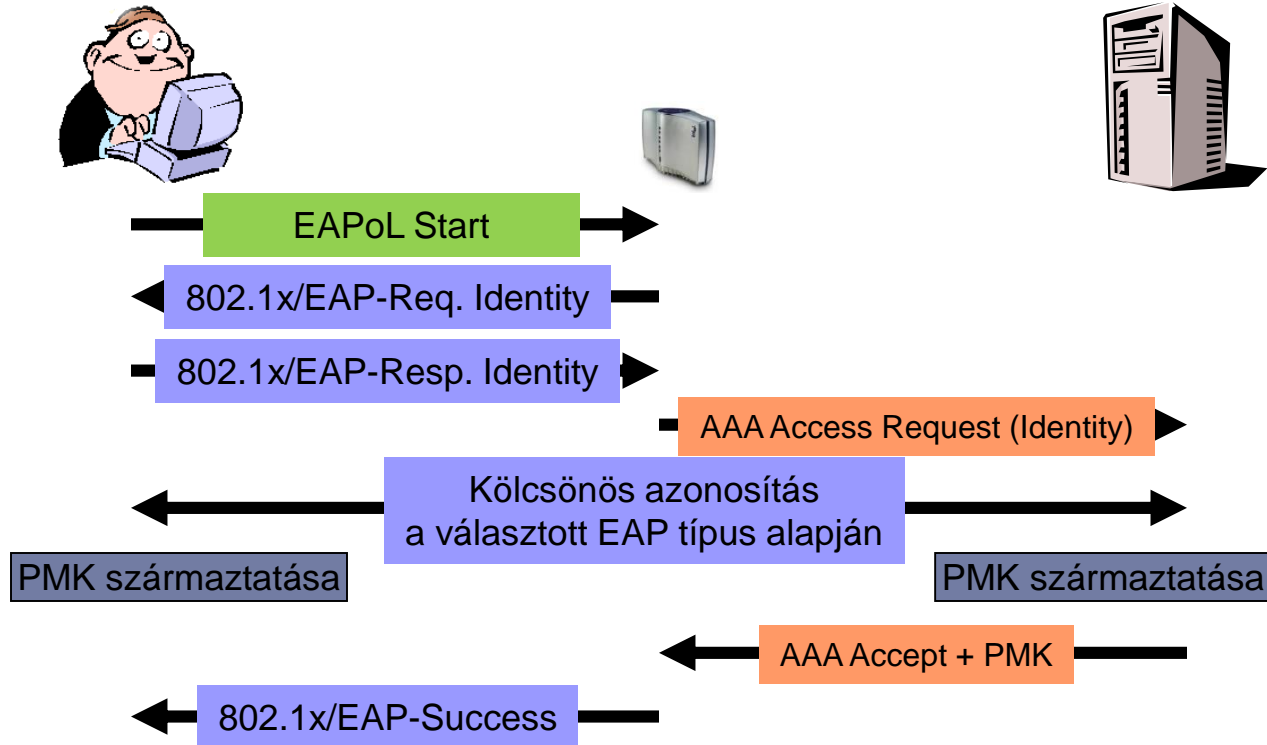 EAPoL Start
802.1x/EAP-Req. Identity
802.1x/EAP-Resp. Identity
AAA Access Request (Identity)
Kölcsönös azonosítás
a választott EAP típus alapján
PMK származtatása
PMK származtatása
AAA Accept + PMK
802.1x/EAP-Success